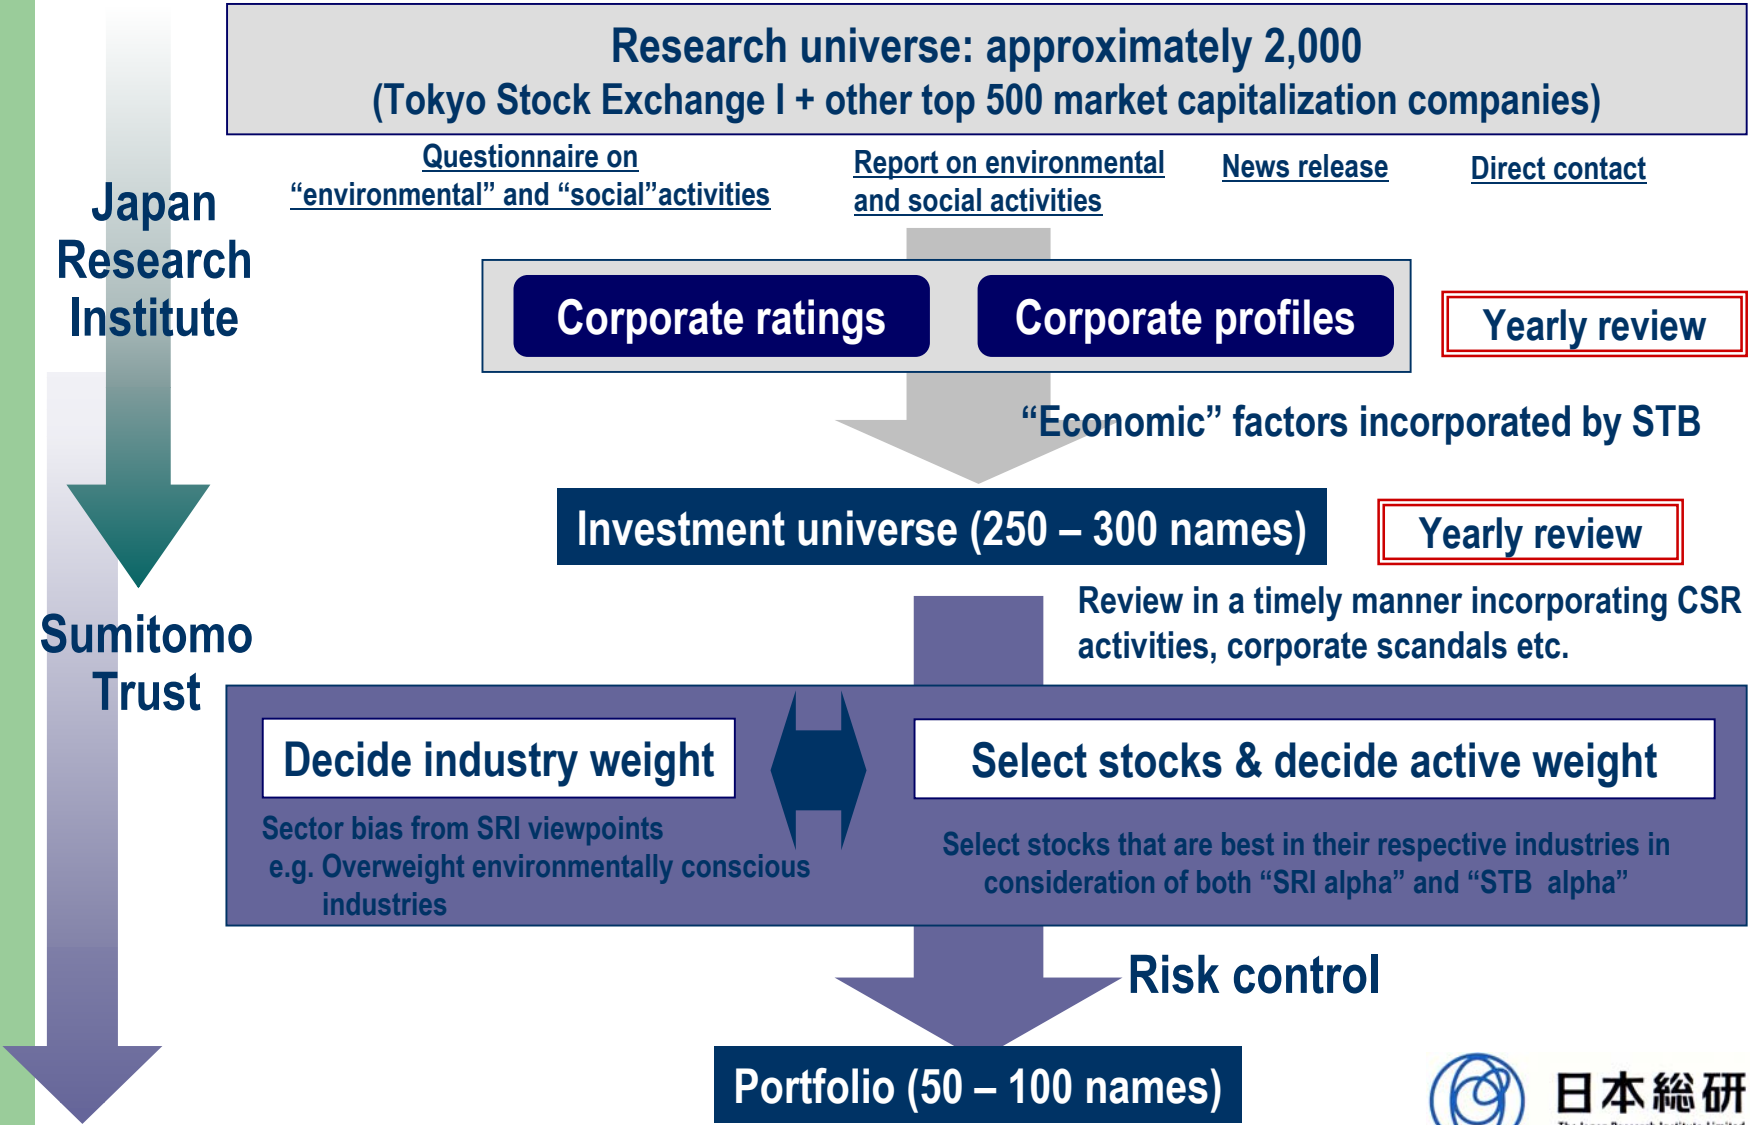 Research universe: approximately 2,000
(Tokyo Stock Exchange I + other top 500 market capitalization companies)
Questionnaire on
“environmental” and “social”activities
Report on environmental
and social activities
News release
Direct contact
Japan
Research
Institute
Corporate ratings
Corporate profiles
Yearly review
“Economic” factors incorporated by STB
Investment universe (250 – 300 names)
Yearly review
Review in a timely manner incorporating CSR
activities, corporate scandals etc.
Sumitomo
Trust
Decide industry weight
Select stocks & decide active weight
Sector bias from SRI viewpoints
e.g. Overweight environmentally conscious
industries
Select stocks that are best in their respective industries in
consideration of both “SRI alpha” and “STB alpha”
Risk control
Portfolio (50 – 100 names)
日本総研
The Japan Research Institute, Limited